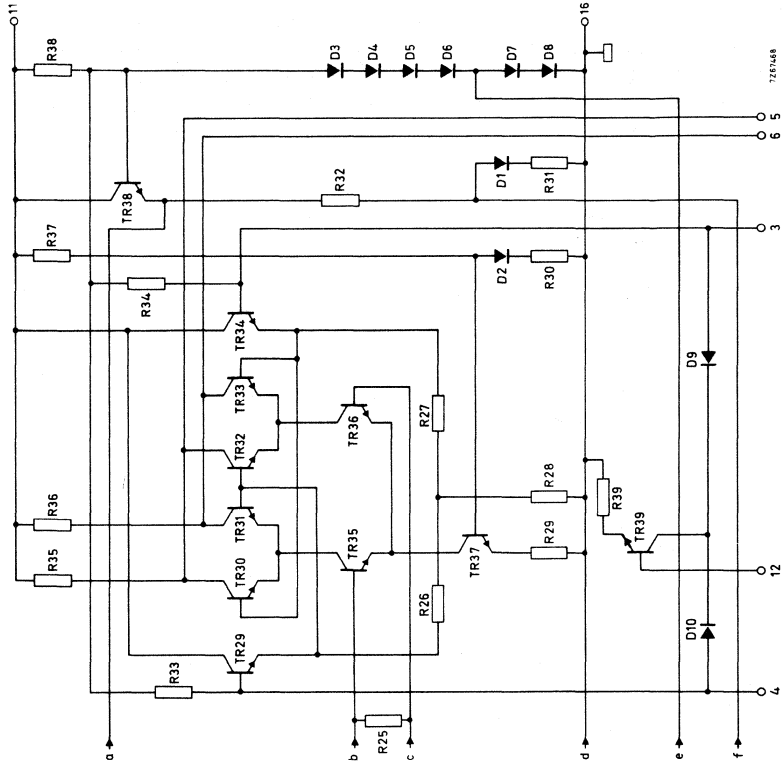 11
16
R38
D3
D4
D5
D6
D7
D8
7Z67468
5
6
TR38
R32
D1
R31
R37
D2
R30
3
R34
TR34
TR33
TR32
TR31
TR30
TR29
R36
R35
R33
TR36
TR35
R27
R28
R29
R26
TR37
R39
TR39
D9
D10
12
4
R25
a
b
c
d
e
f